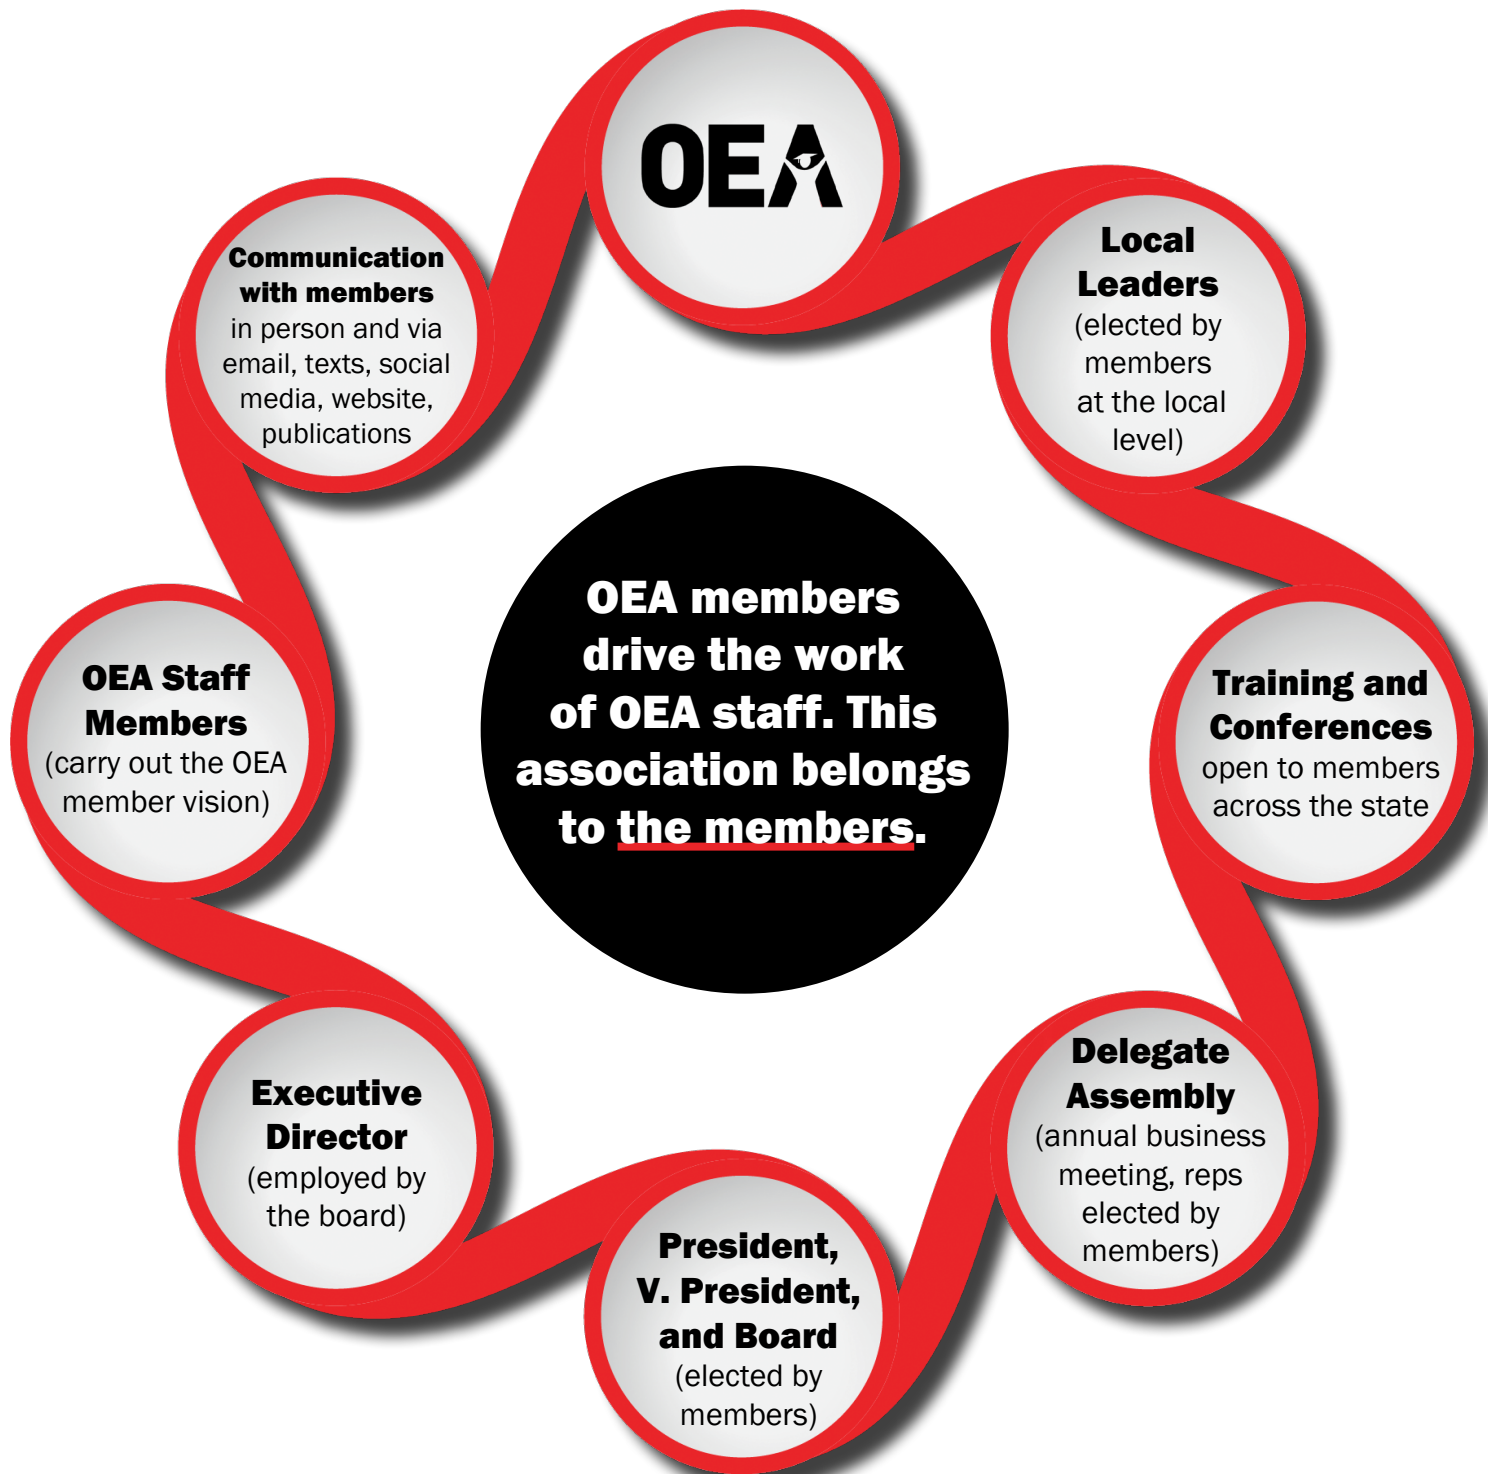 OEA
Local
Leaders
(elected by
members
at the local
level)
Training and
Conferences
open to members
across the state
Delegate
Assembly
(annual business
meeting, reps
elected by
members)
President,
V. President,
and Board
(elected by
members)
Executive
Director
(employed by
the board)
OEA Staff
Members
(carry out the OEA
member vision)
Communication
with members
in person and via
email, texts, social
media, website,
publications
OEA members
drive the work
of OEA staff. This
association belongs
to the members.